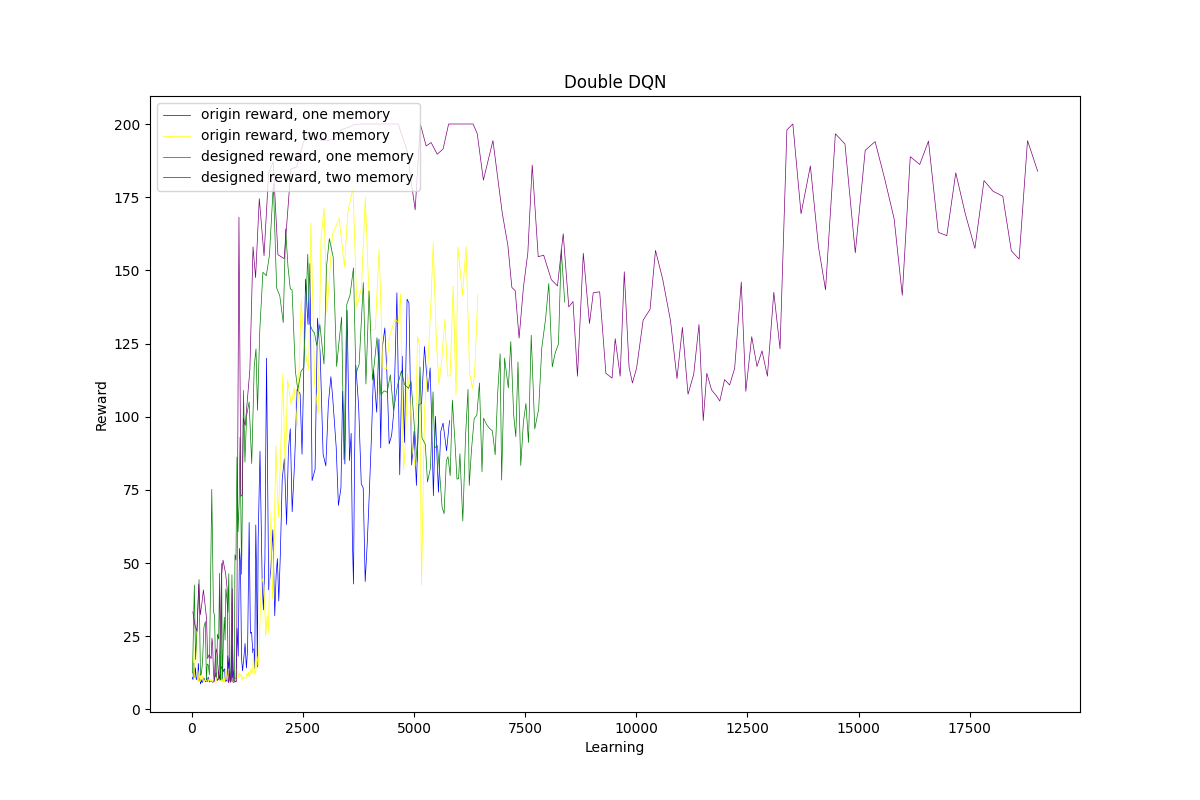 Double DQN
origin reward, one memory
origin reward, two memory
designed reward, one memory
designed reward, two memory
200
175
150
125
100
75
50
25
0
Reward
0 2500 5000 7500 10000 12500 15000 17500
Learning